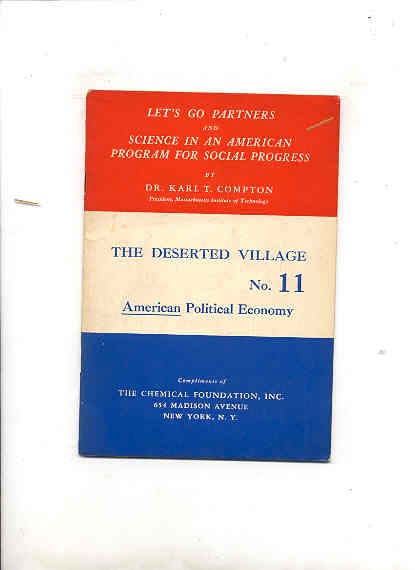 LET'S GO PARTNERS
AND
SCIENCE IN AN AMERICAN
PROGRAM FOR SOCIAL PROGRESS
BY
DR. KARL T. COMPTON
President, Massachusetts Institute of Technology
THE DESERTED VILLAGE
No. 11
American Political Economy
Compliments of
THE CHEMICAL FOUNDATION, INC.
654 MADISON AVENUE
NEW YORK, N. Y.